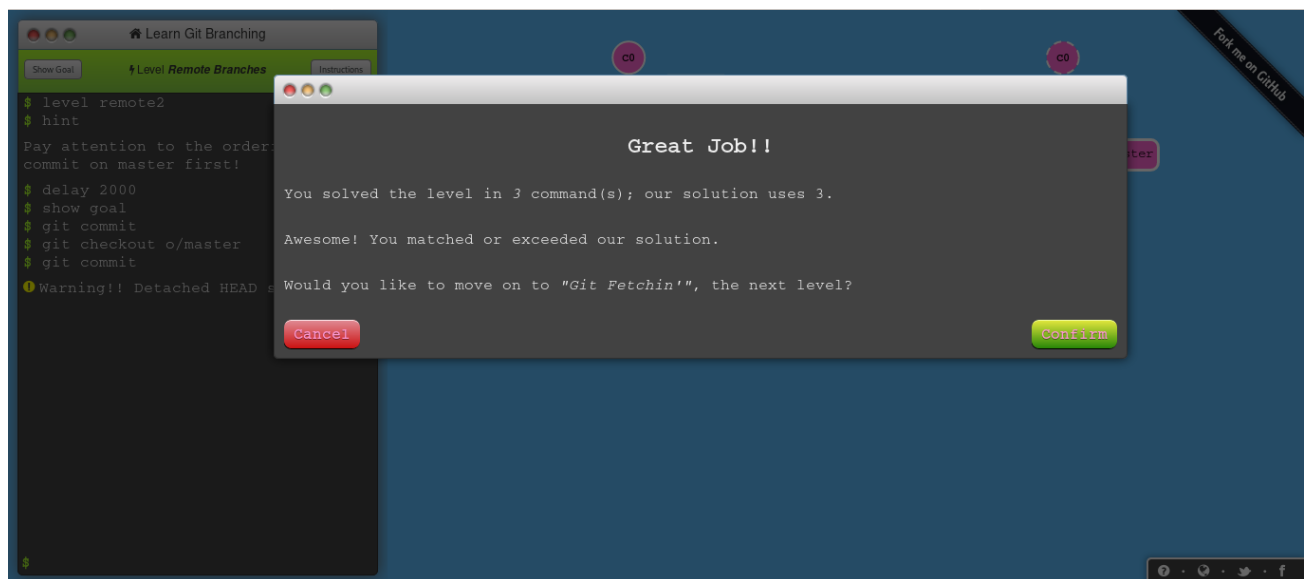 Learn Git Branching
Show Goal
Level Remote Branches
Instructions
$ level remote2
$ hint
Pay attention to the
commit on master first!
$ delay 2000
$ show goal
$ git commit
$ git checkout o/master
$ git commit
Warning!! Detached HEAD
$
c0
c0
Fork me on GitHub
Great Job!!
You solved the level in 3 command(s); our solution uses 3.
Awesome! You matched or exceeded our solution.
Would you like to move on to "Git Fetchin'", the next level?
Cancel
Confirm